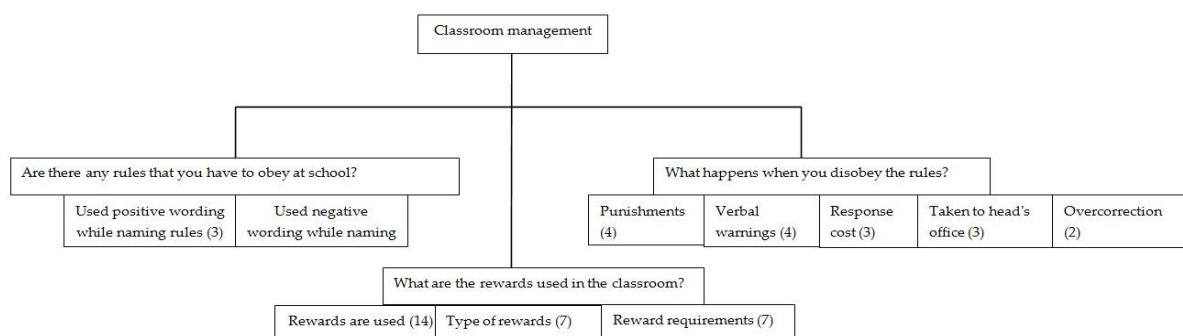 Classroom management
Are there any rules that you have to obey at school?
Used positive wording
while naming rules (3)
Used negative
wording while naming
What happens when you disobey the rules?
Punishments
(4)
Verbal
warnings (4)
Response
cost (3)
Taken to head's
office (3)
Overcorrection
(2)
What are the rewards used in the classroom?
Rewards are used (14)
Type of rewards (7)
Reward requirements (7)